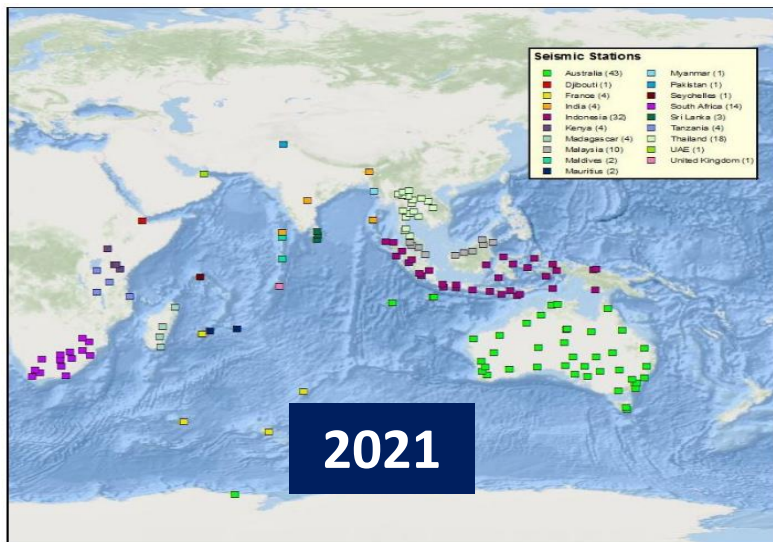 Seismic Stations
Australia (43)
Djibouti (1)
France (4)
India (4)
Indonesia (32)
Kenya (4)
Madagascar (4)
Malaysia (10)
Maldives (2)
Mauritius (2)
Myanmar (1)
Pakistan (1)
Seychelles (1)
South Africa (14)
Sri Lanka (3)
Tanzania (4)
Thailand (18)
UAE (1)
United Kingdom (1)
2021